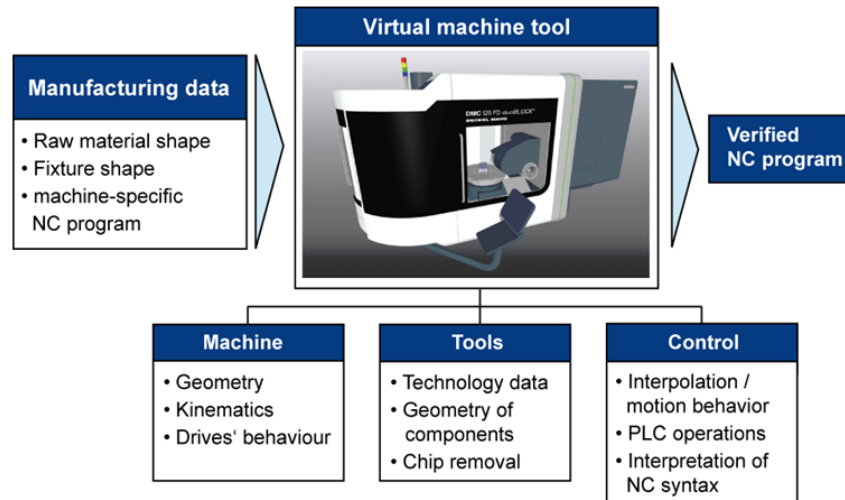 Virtual machine tool
Manufacturing data
• Raw material shape
• Fixture shape
• machine-specific
NC program
DMC 125 FD duoBLOCK®
DECKEL MAHO
Verified
NC program
Machine
• Geometry
• Kinematics
• Drives‘ behaviour
Tools
• Technology data
• Geometry of
components
• Chip removal
Control
• Interpolation /
motion behavior
• PLC operations
• Interpretation of
NC syntax